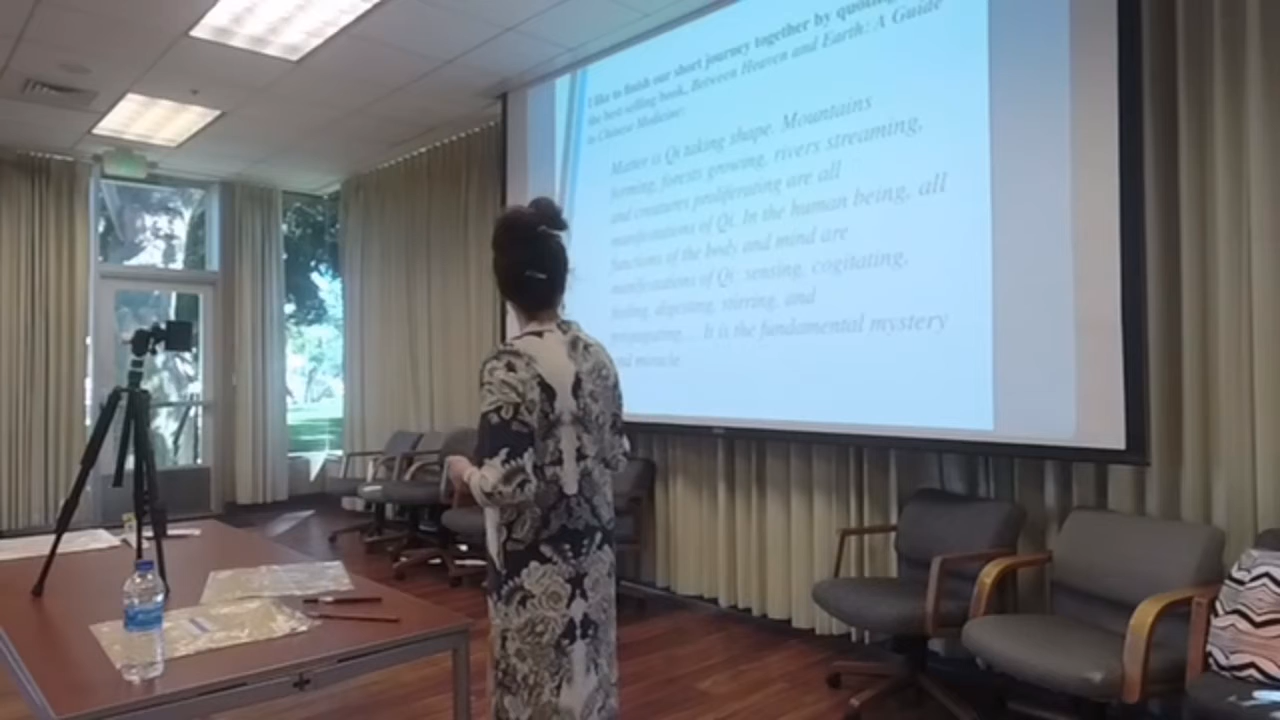 I like to finish our short journey together by quoting
the best selling book, Between Heaven and Earth: A Guide
to Chinese Medicine:
Matter is Qi taking shape. Mountains
forming, forests growing, rivers streaming,
and creatures proliferating are all
manifestations of Qi. In the human being, all
functions of the body and mind are
manifestations of Qi: sensing, cogitating,
feeling, digesting, stirring, and
propagating... It is the fundamental mystery
and miracle